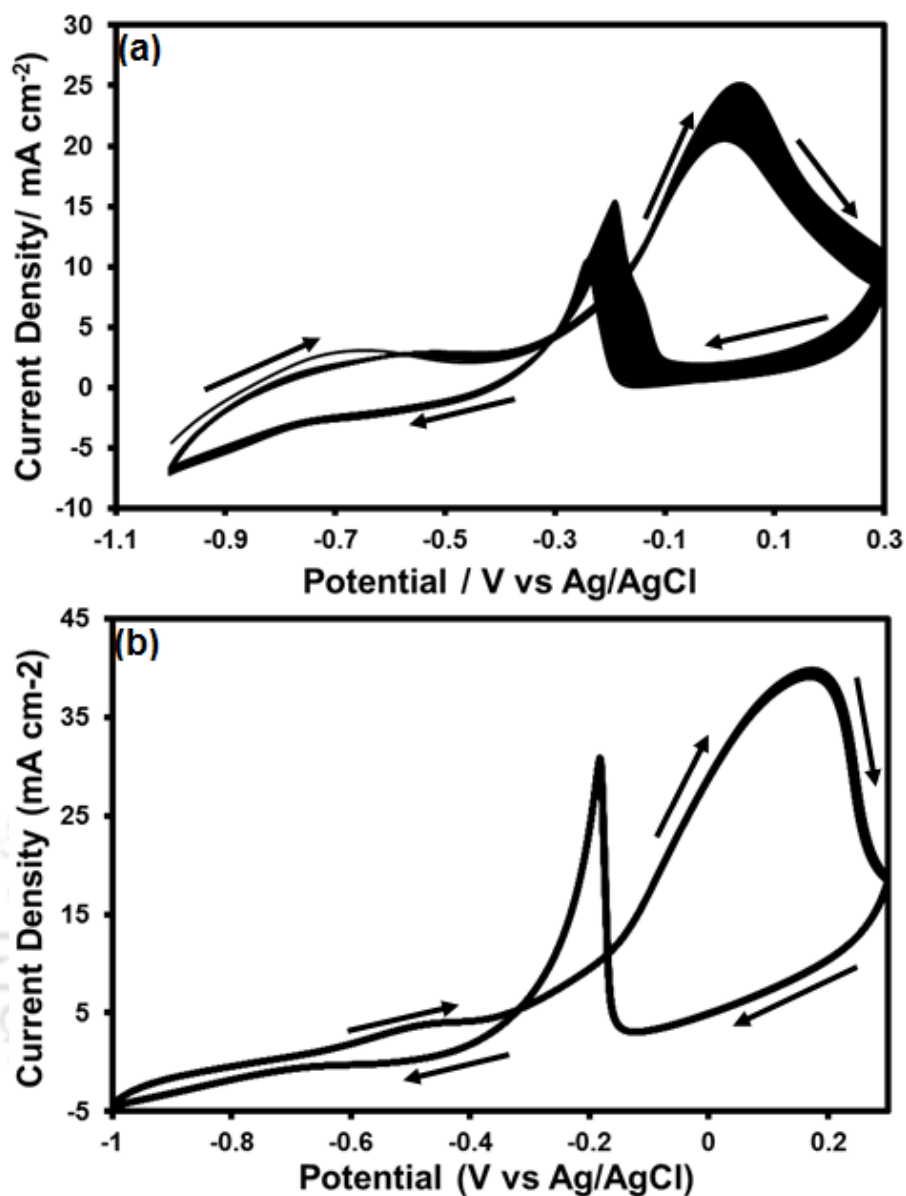 (a)
Current Density/ mA cm-2
30
25
20
15
10
5
0
-5
-10
-1.1 -0.9 -0.7 -0.5 -0.3 -0.1 0.1 0.3
Potential / V vs Ag/AgCl
(b)
Current Density (mA cm-2)
45
35
25
15
5
-5
-1 -0.8 -0.6 -0.4 -0.2 0 0.2
Potential (V vs Ag/AgCl)